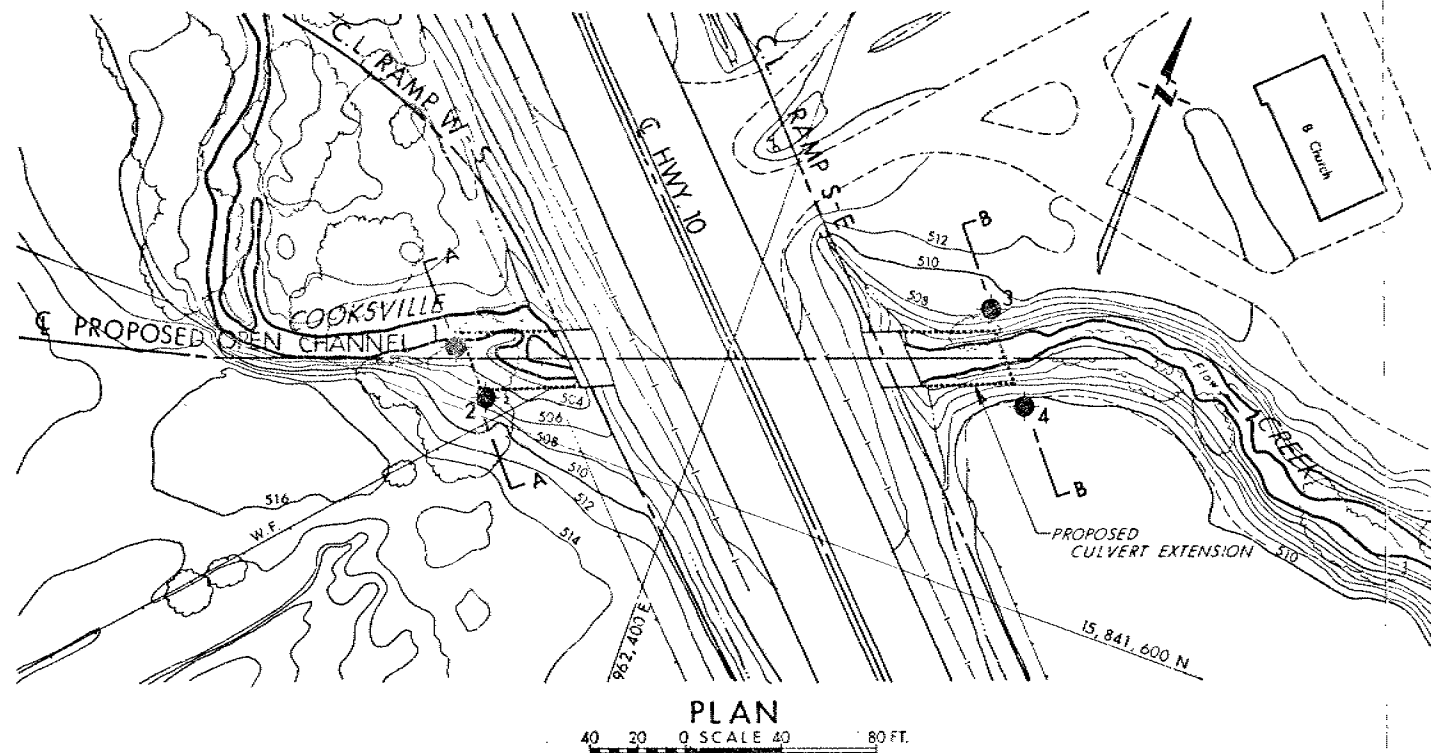 C.L. RAMP W
C.L. RAMP S-E
℄ HWY 10
N
B Church
A
B
512
510
508
3
COOKSVILLE
℄ PROPOSED OPEN CHANNEL
1
2
504
506
508
510
512
514
516
W.F.
A
4
B
Flow
CREEK
PROPOSED
CULVERT EXTENSION
510
962,400 E
15,841,600 N
PLAN
40 20 0 SCALE 40 80 FT.